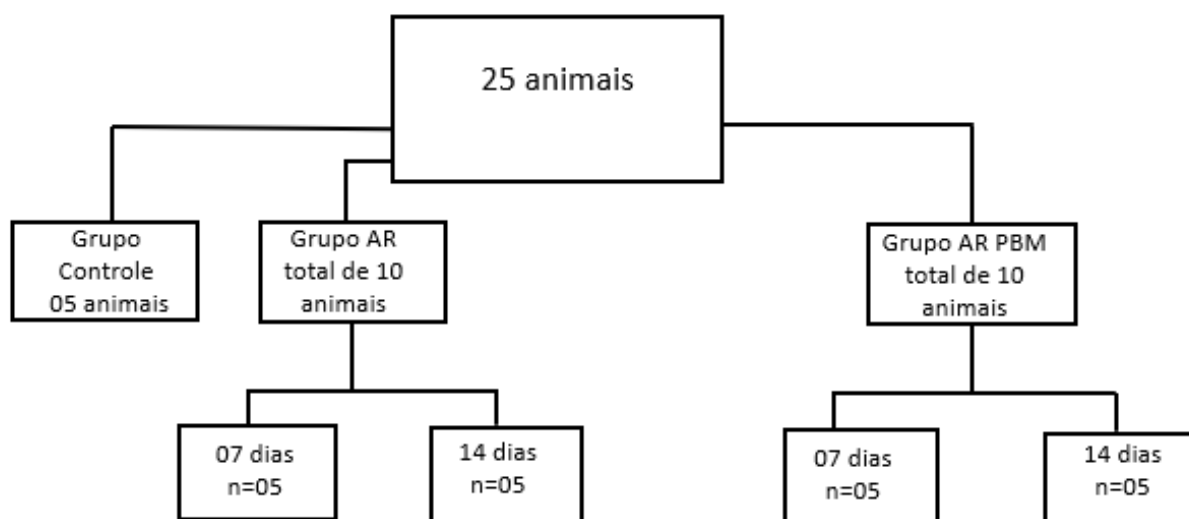 25 animais
Grupo
Controle
05 animais
Grupo AR
total de 10
animais
Grupo AR PBM
total de 10
animais
07 dias
n=05
14 dias
n=05
07 dias
n=05
14 dias
n=05